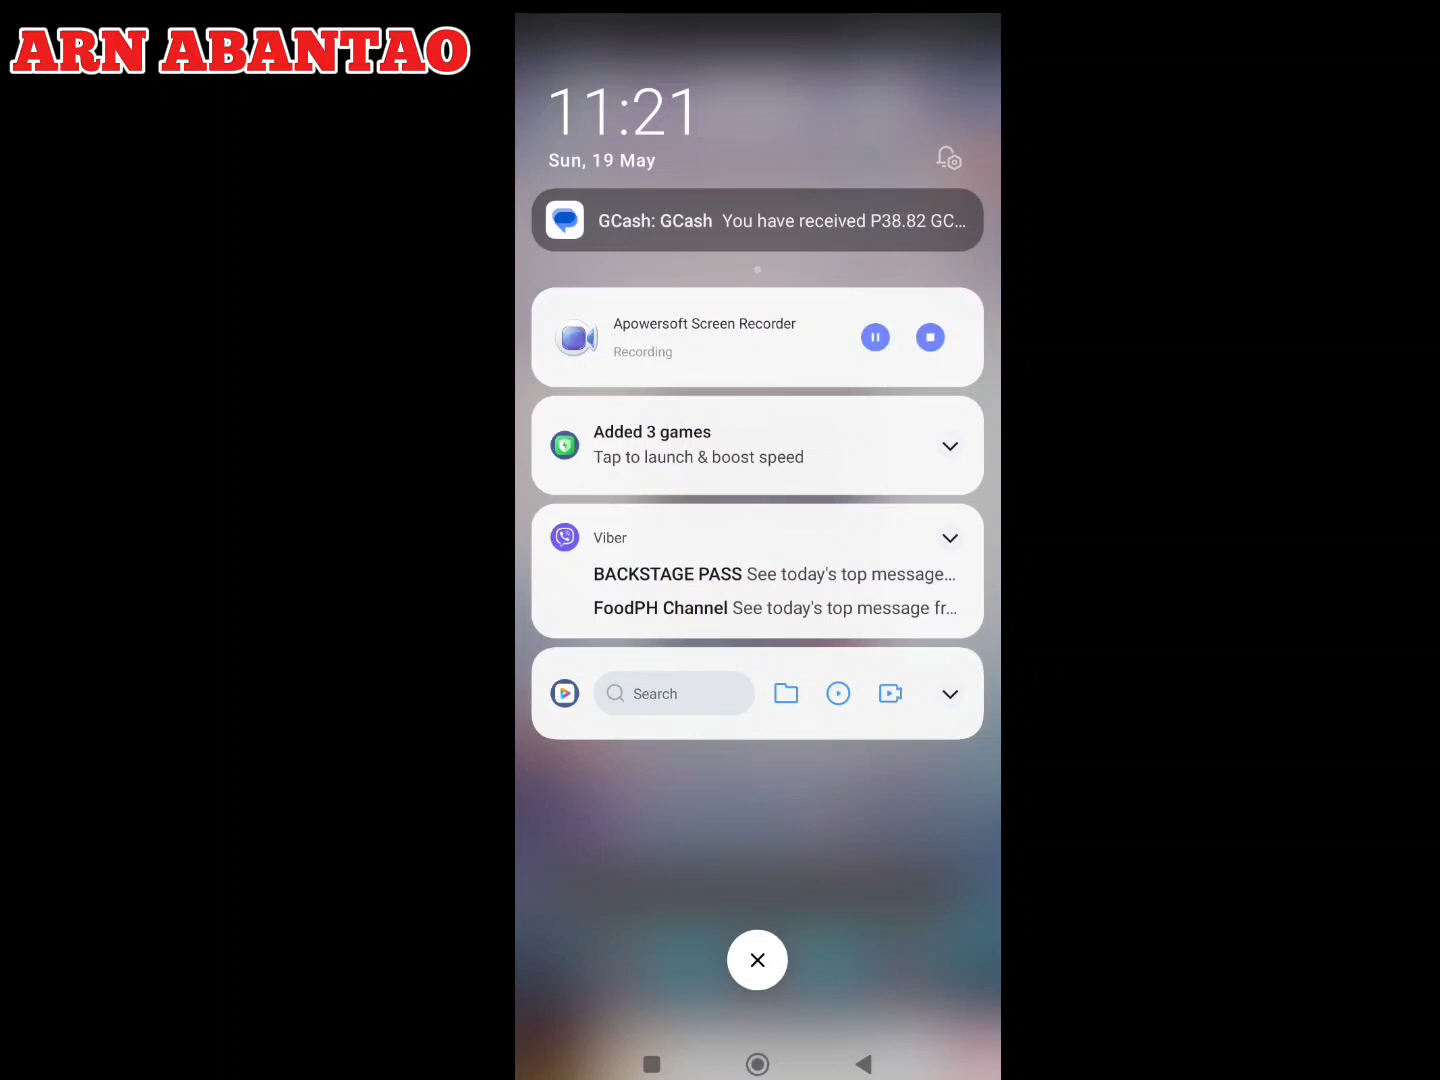 ARN ABANTAO
11:21
Sun, 19 May
GCash: GCash You have received P38.82 GC...
Apowersoft Screen Recorder
Recording
Added 3 games
Tap to launch & boost speed
Viber
BACKSTAGE PASS See today's top message...
FoodPH Channel See today's top message fr...
Search